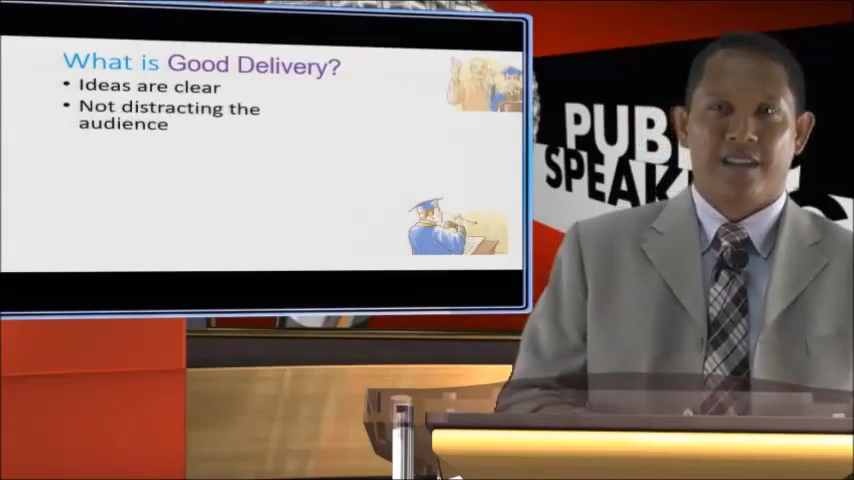 What is Good Delivery?
• Ideas are clear
• Not distracting the
audience
PUB
SPEAK